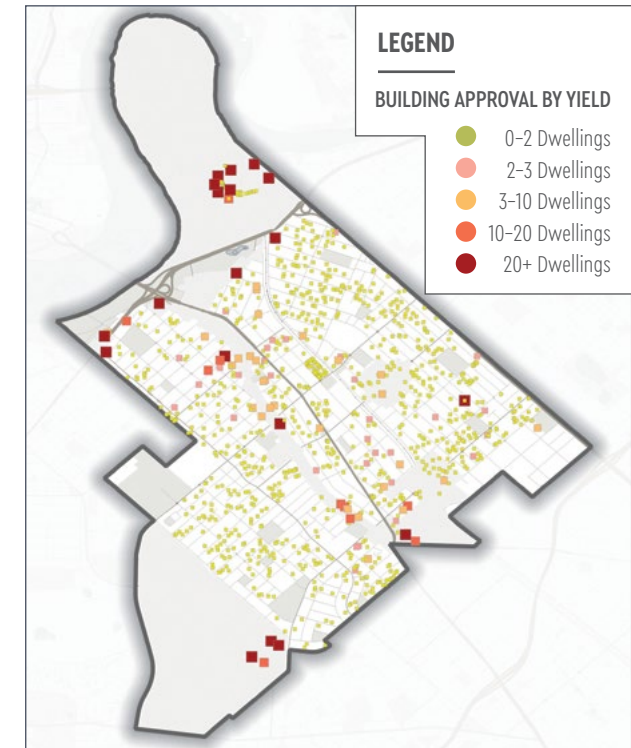 LEGEND
BUILDING APPROVAL BY YIELD
0–2 Dwellings
2–3 Dwellings
3–10 Dwellings
10–20 Dwellings
20+ Dwellings